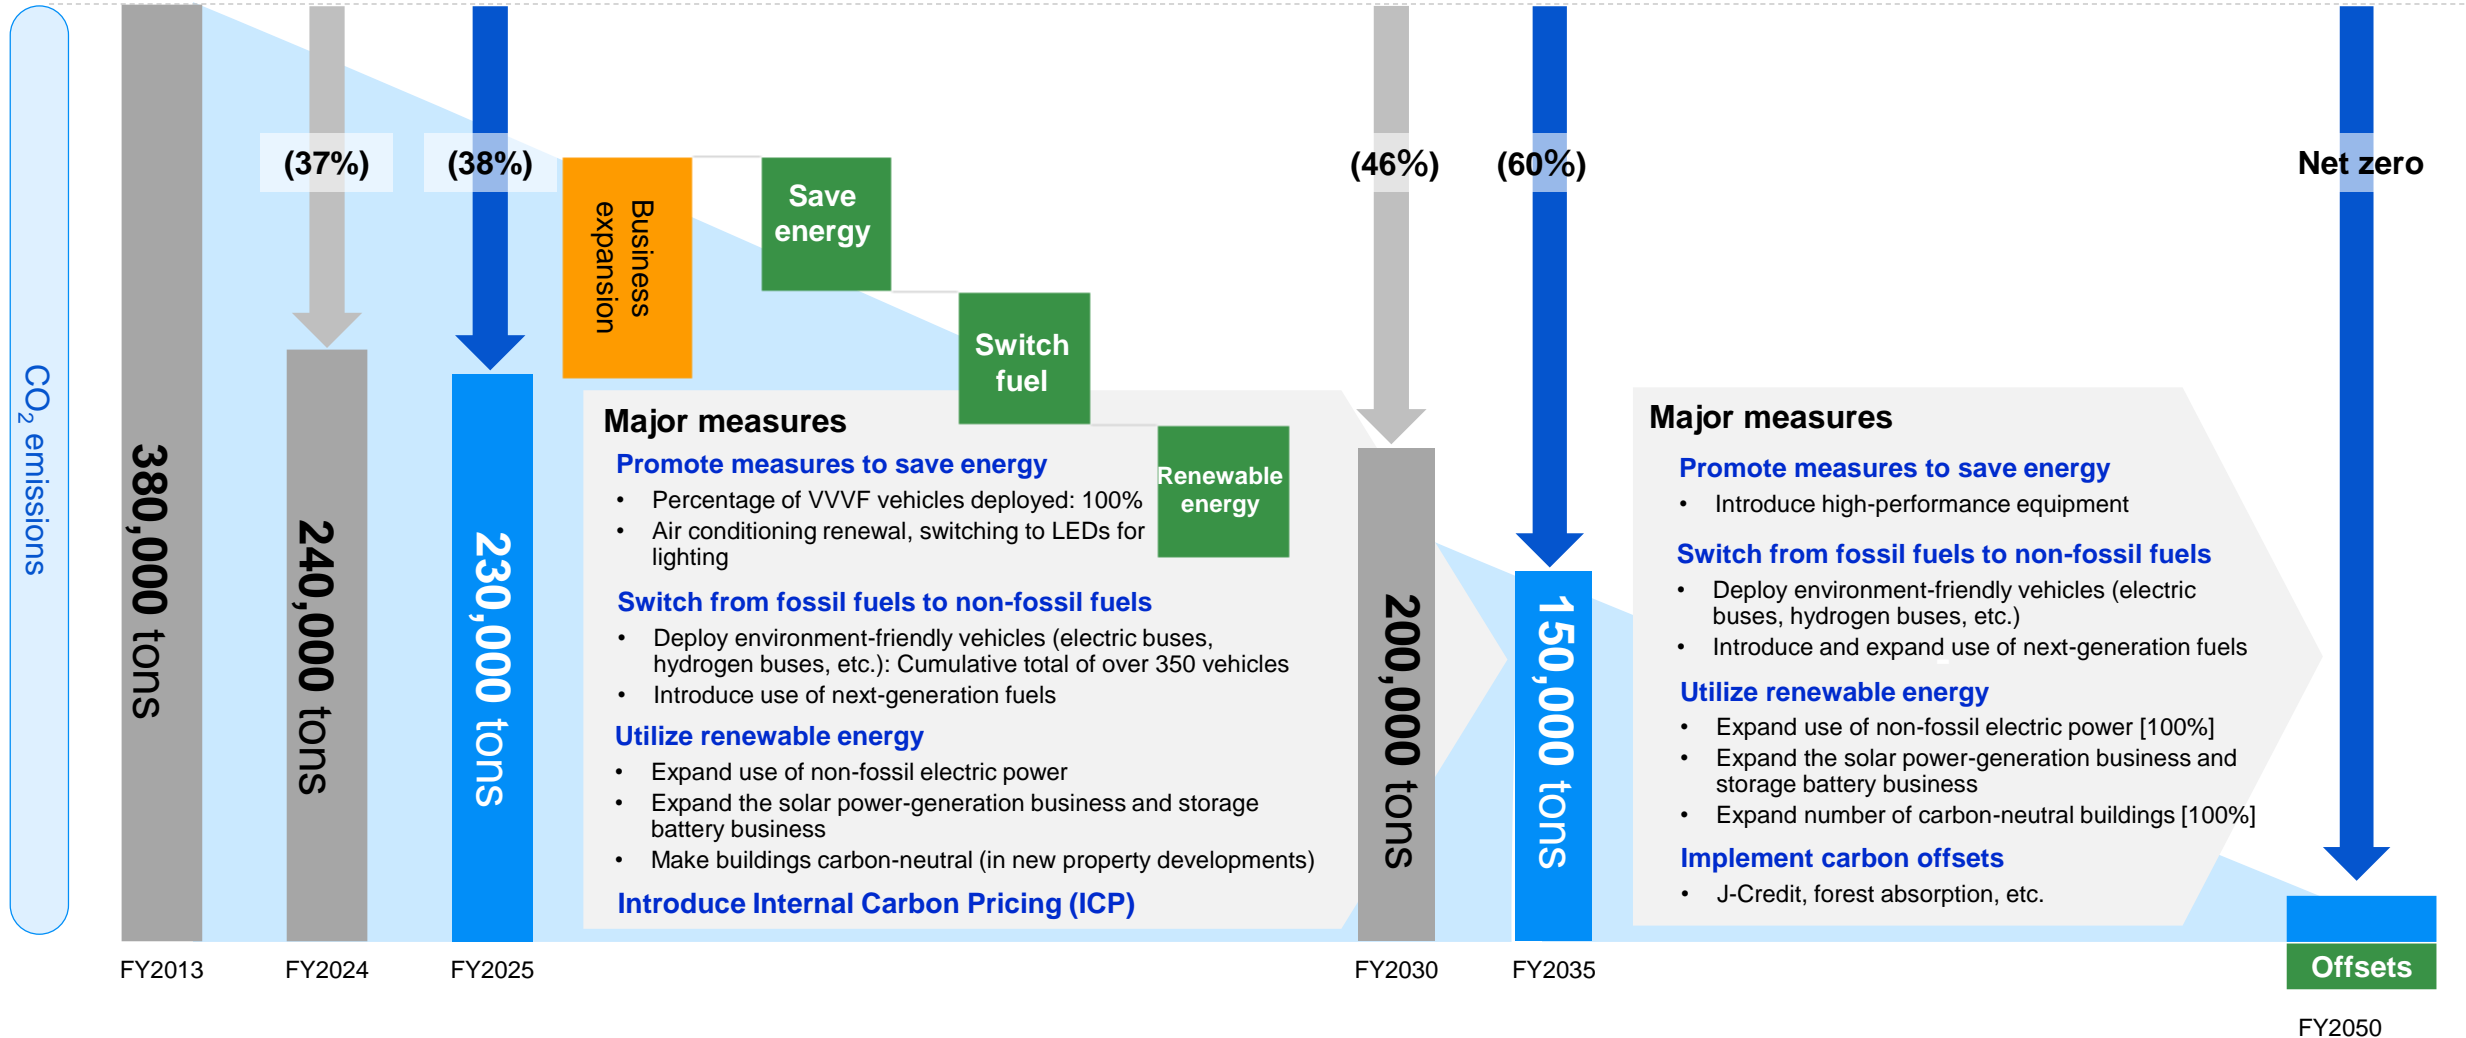 CO2 emissions
380,000 tons
FY2013
(37%)
240,000 tons
FY2024
(38%)
230,000 tons
FY2025
Business
expansion
Save
energy
Switch
fuel
Renewable
energy
Major measures
Promote measures to save energy
• Percentage of VVVF vehicles deployed: 100%
• Air conditioning renewal, switching to LEDs for
lighting
Switch from fossil fuels to non-fossil fuels
• Deploy environment-friendly vehicles (electric buses,
hydrogen buses, etc.): Cumulative total of over 350 vehicles
• Introduce use of next-generation fuels
Utilize renewable energy
• Expand use of non-fossil electric power
• Expand the solar power-generation business and storage
battery business
• Make buildings carbon-neutral (in new property developments)
Introduce Internal Carbon Pricing (ICP)
(46%)
200,000 tons
FY2030
(60%)
150,000 tons
FY2035
Major measures
Promote measures to save energy
• Introduce high-performance equipment
Switch from fossil fuels to non-fossil fuels
• Deploy environment-friendly vehicles (electric
buses, hydrogen buses, etc.)
• Introduce and expand use of next-generation fuels
Utilize renewable energy
• Expand use of non-fossil electric power [100%]
• Expand the solar power-generation business and
storage battery business
• Expand number of carbon-neutral buildings [100%]
Implement carbon offsets
• J-Credit, forest absorption, etc.
Net zero
Offsets
FY2050